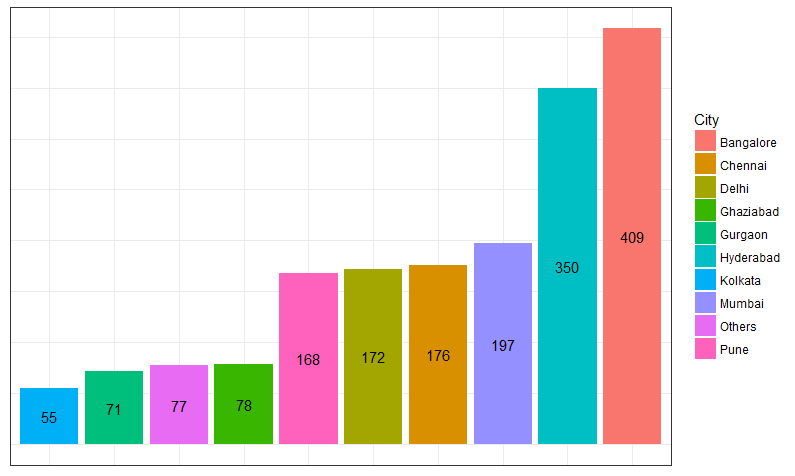 55
71
77
78
168
172
176
197
350
409
City
Bangalore
Chennai
Delhi
Ghaziabad
Gurgaon
Hyderabad
Kolkata
Mumbai
Others
Pune